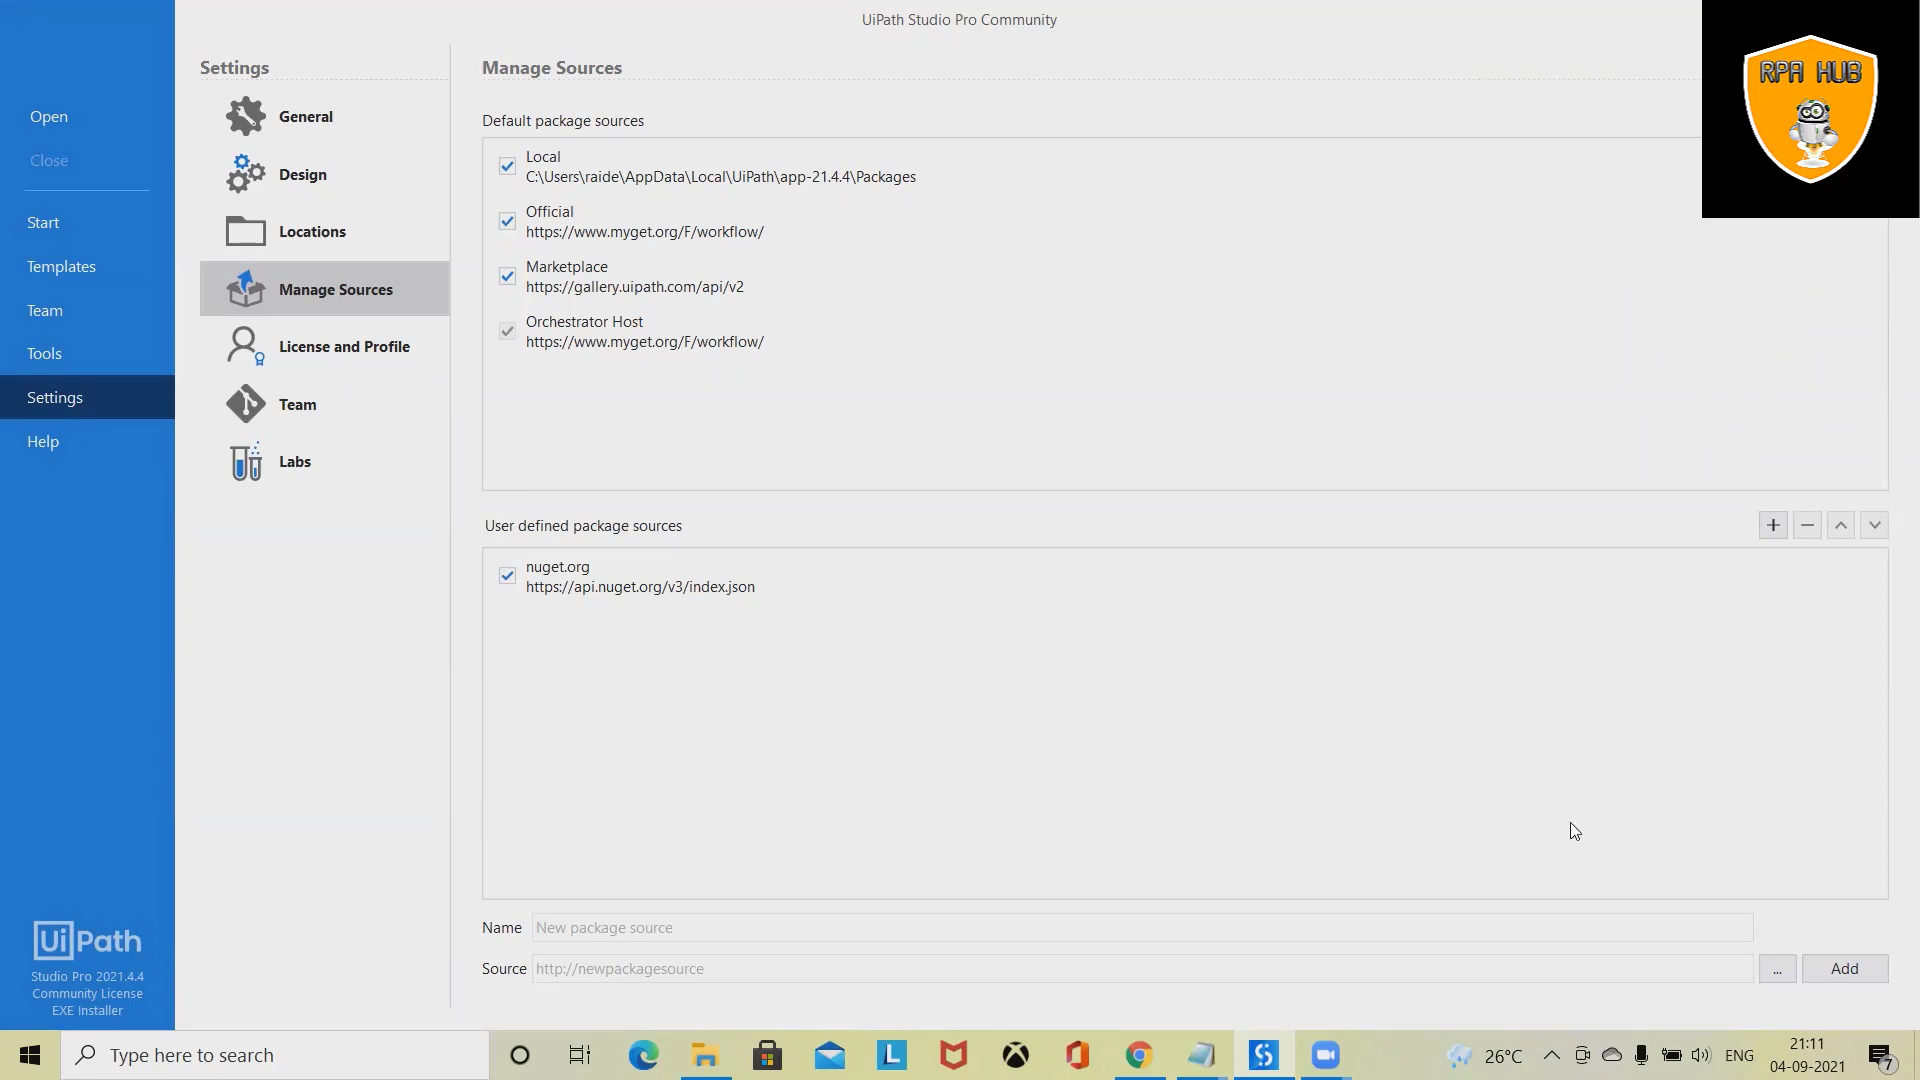 UiPath Studio Pro Community
RPA HUB
Open
Close
Start
Templates
Team
Tools
Settings
Help
UiPath
Studio Pro 2021.4.4
Community License
EXE Installer
Settings
General
Design
Locations
Manage Sources
License and Profile
Team
Labs
Manage Sources
Default package sources
Local
C:\Users\raide\AppData\Local\UiPath\app-21.4.4\Packages
Official
https://www.myget.org/F/workflow/
Marketplace
https://gallery.uipath.com/api/v2
Orchestrator Host
https://www.myget.org/F/workflow/
User defined package sources
nuget.org
https://api.nuget.org/v3/index.json
Name New package source
Source http://newpackagesource ... Add
Type here to search
L
26°C
ENG
21:11
04-09-2021
7